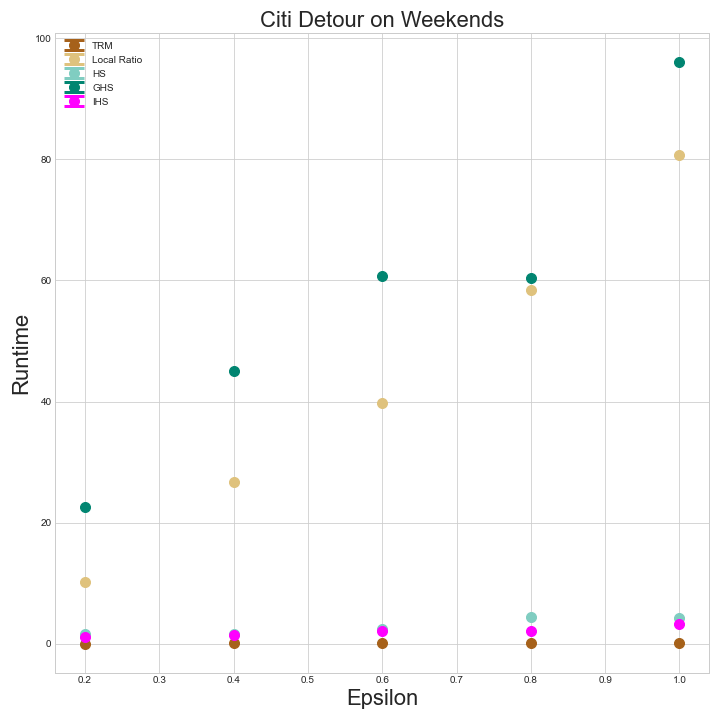 Citi Detour on Weekends
TRM
Local Ratio
HS
GHS
IHS
Runtime
100
80
60
40
20
0
0.2 0.3 0.4 0.5 0.6 0.7 0.8 0.9 1.0
Epsilon